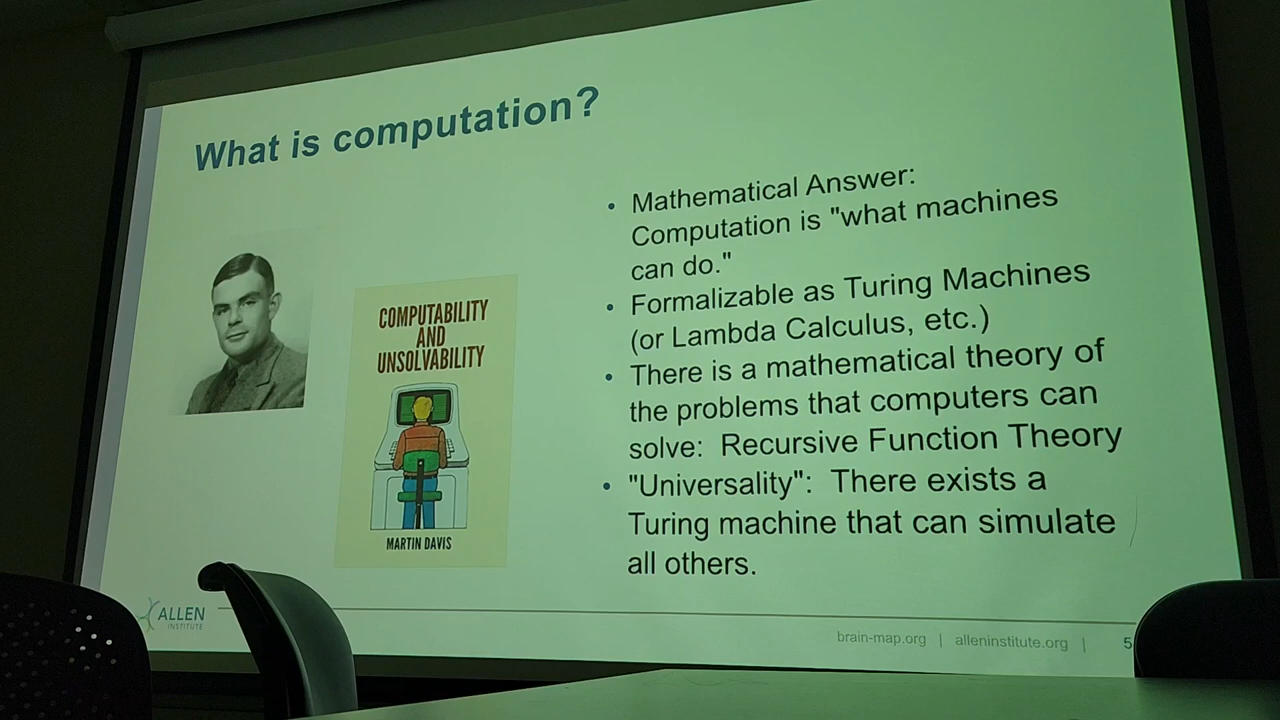 What is computation?
• Mathematical Answer:
Computation is "what machines
can do."
• Formalizable as Turing Machines
(or Lambda Calculus, etc.)
• There is a mathematical theory of
the problems that computers can
solve: Recursive Function Theory
• "Universality": There exists a
Turing machine that can simulate
all others.
COMPUTABILITY
AND
UNSOLVABILITY
MARTIN DAVIS
ALLEN
INSTITUTE
brain-map.org | alleninstitute.org | 5